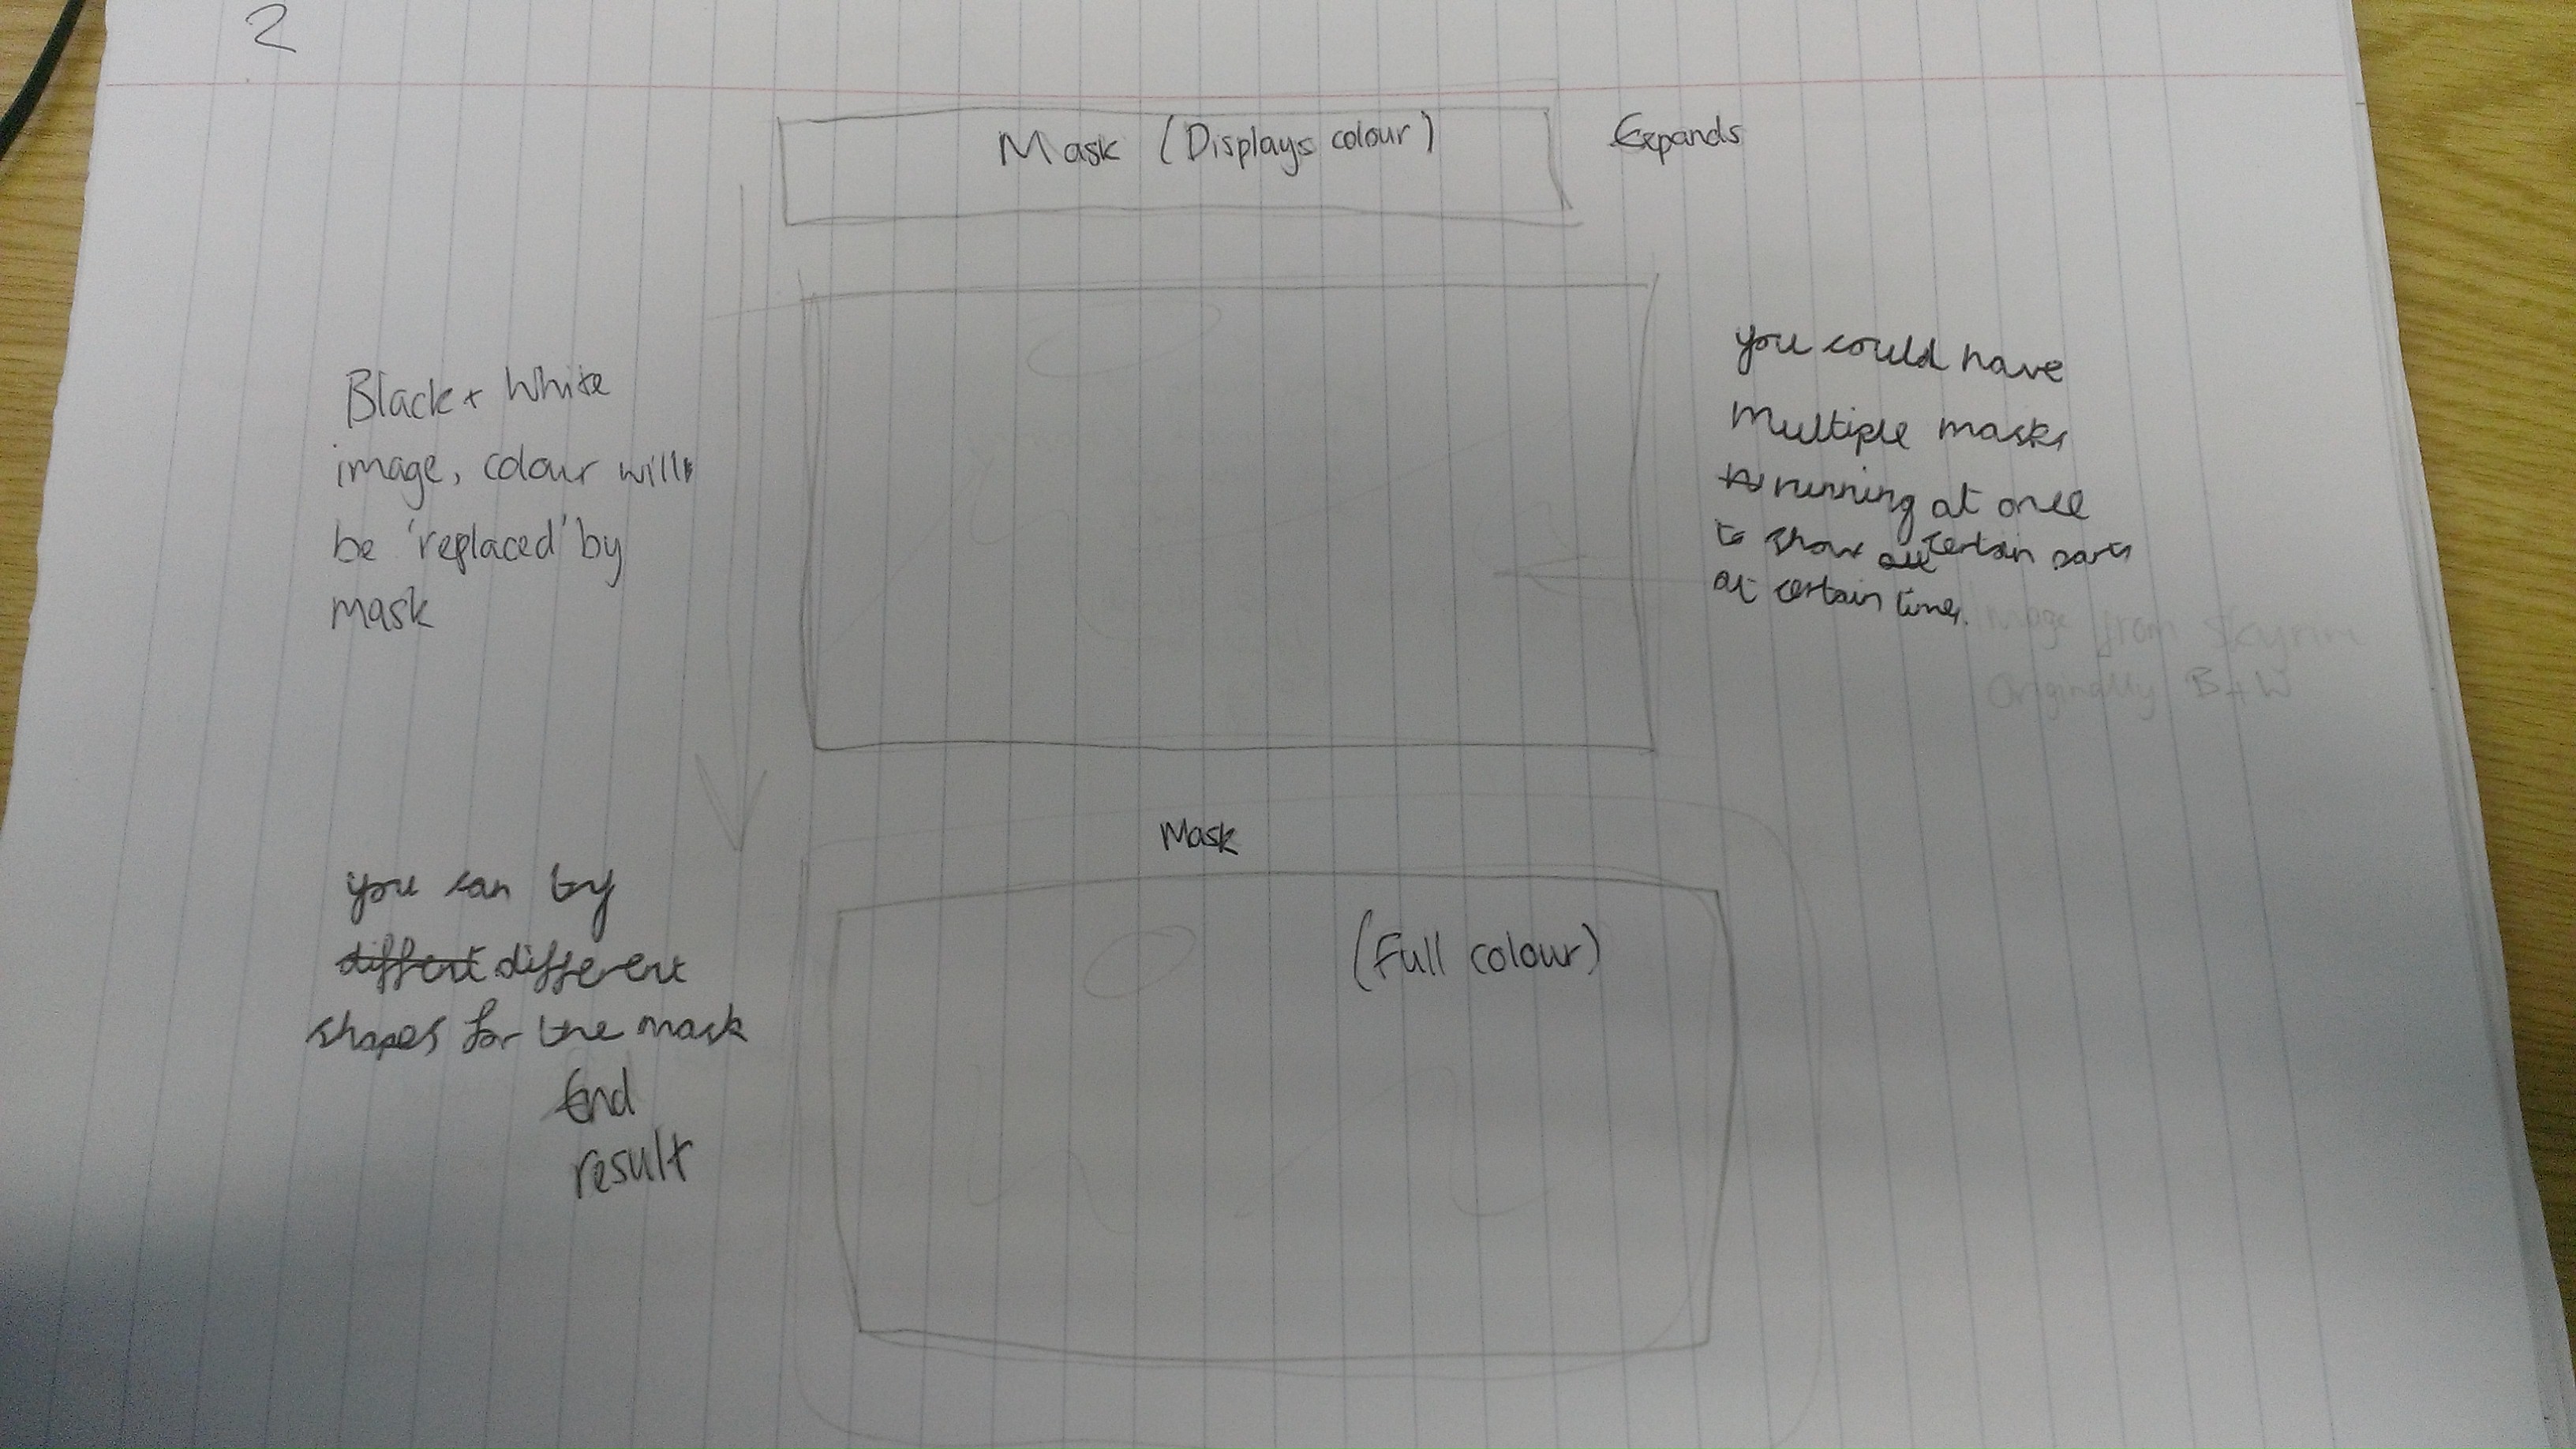 2
Mask (Displays colour)
Expands
Black + White
image, colour will
be 'replaced' by
mask
you could have
Multiple masks
running at once
to show certain parts
at certain times.
image from Skyrim
Originally B+W
Mask
(Full colour)
you can try
differt different
shapes for the mask
End
result